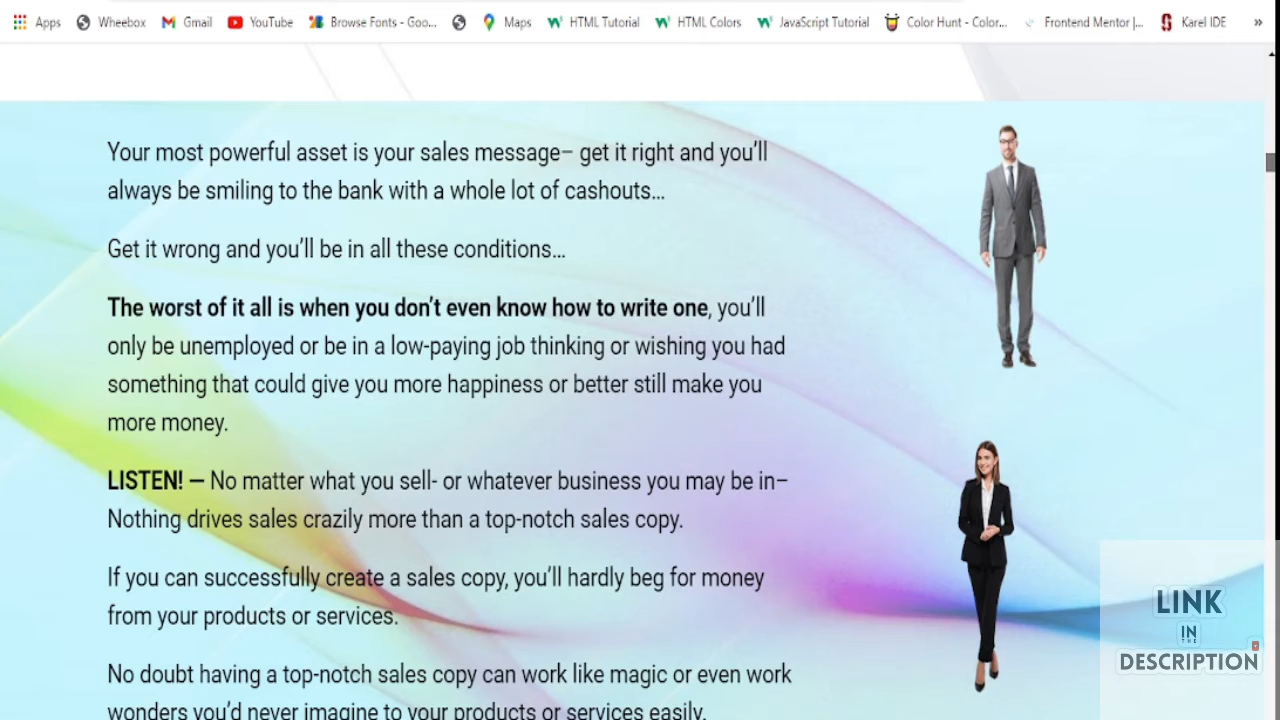 Apps Wheebox Gmail YouTube Browse Fonts - Goo... Maps HTML Tutorial HTML Colors JavaScript Tutorial Color Hunt - Color... Frontend Mentor |... Karel IDE »
Your most powerful asset is your sales message– get it right and you’ll
always be smiling to the bank with a whole lot of cashouts…
Get it wrong and you’ll be in all these conditions…
The worst of it all is when you don’t even know how to write one, you’ll
only be unemployed or be in a low-paying job thinking or wishing you had
something that could give you more happiness or better still make you
more money.
LISTEN! — No matter what you sell- or whatever business you may be in–
Nothing drives sales crazily more than a top-notch sales copy.
If you can successfully create a sales copy, you’ll hardly beg for money
from your products or services.
No doubt having a top-notch sales copy can work like magic or even work
wonders you’d never imagine to your products or services easily.
LINK
IN
THE
DESCRIPTION